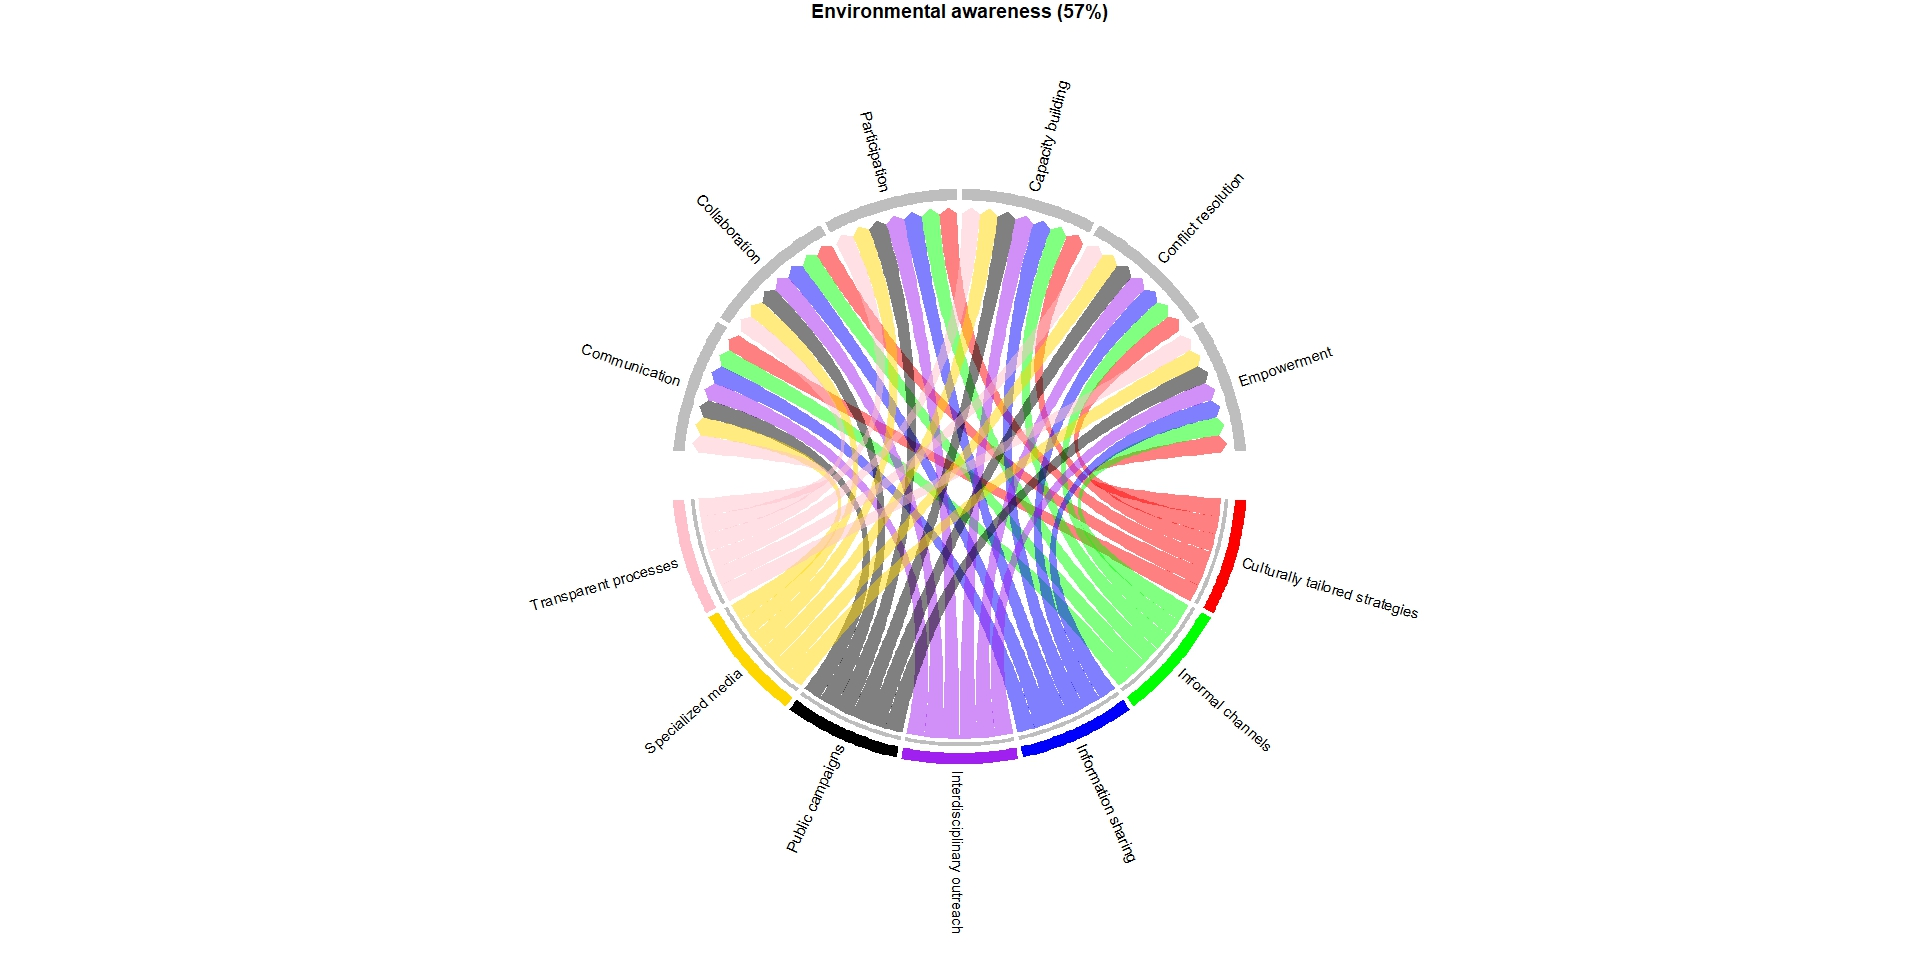 Environmental awareness (57%)
Communication
Collaboration
Participation
Capacity building
Conflict resolution
Empowerment
Culturally tailored strategies
Informal channels
Information sharing
Interdisciplinary outreach
Public campaigns
Specialized media
Transparent processes